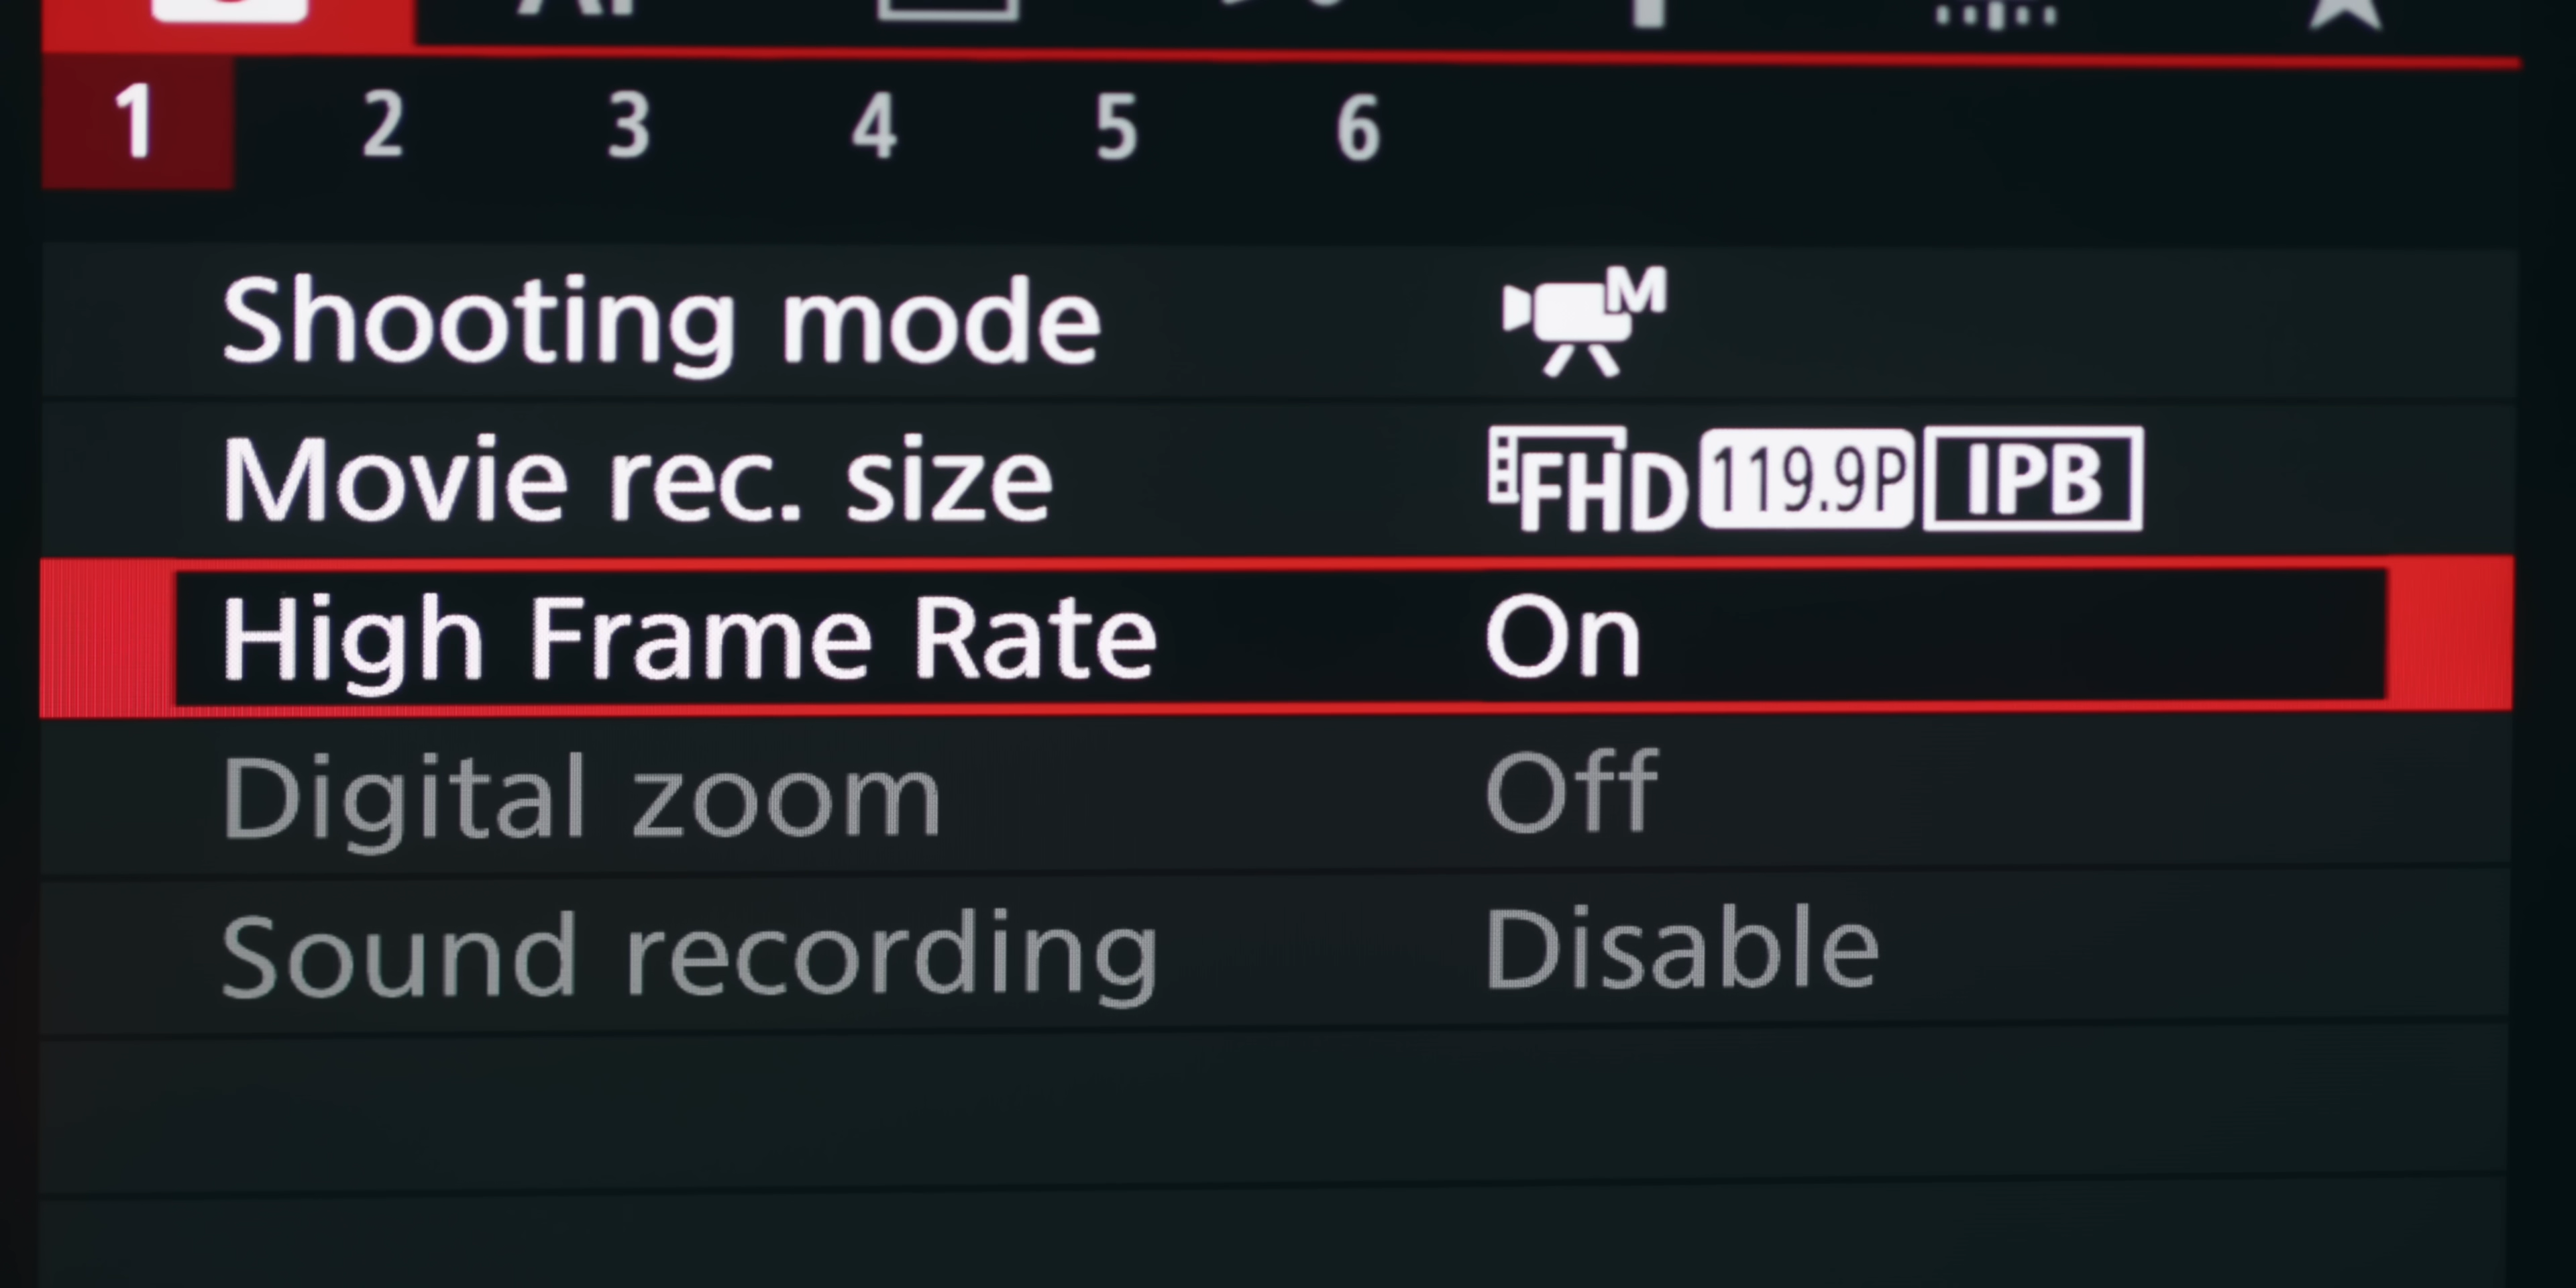 1 2 3 4 5 6
Shooting mode M
Movie rec. size FHD 119.9P IPB
High Frame Rate On
Digital zoom Off
Sound recording Disable